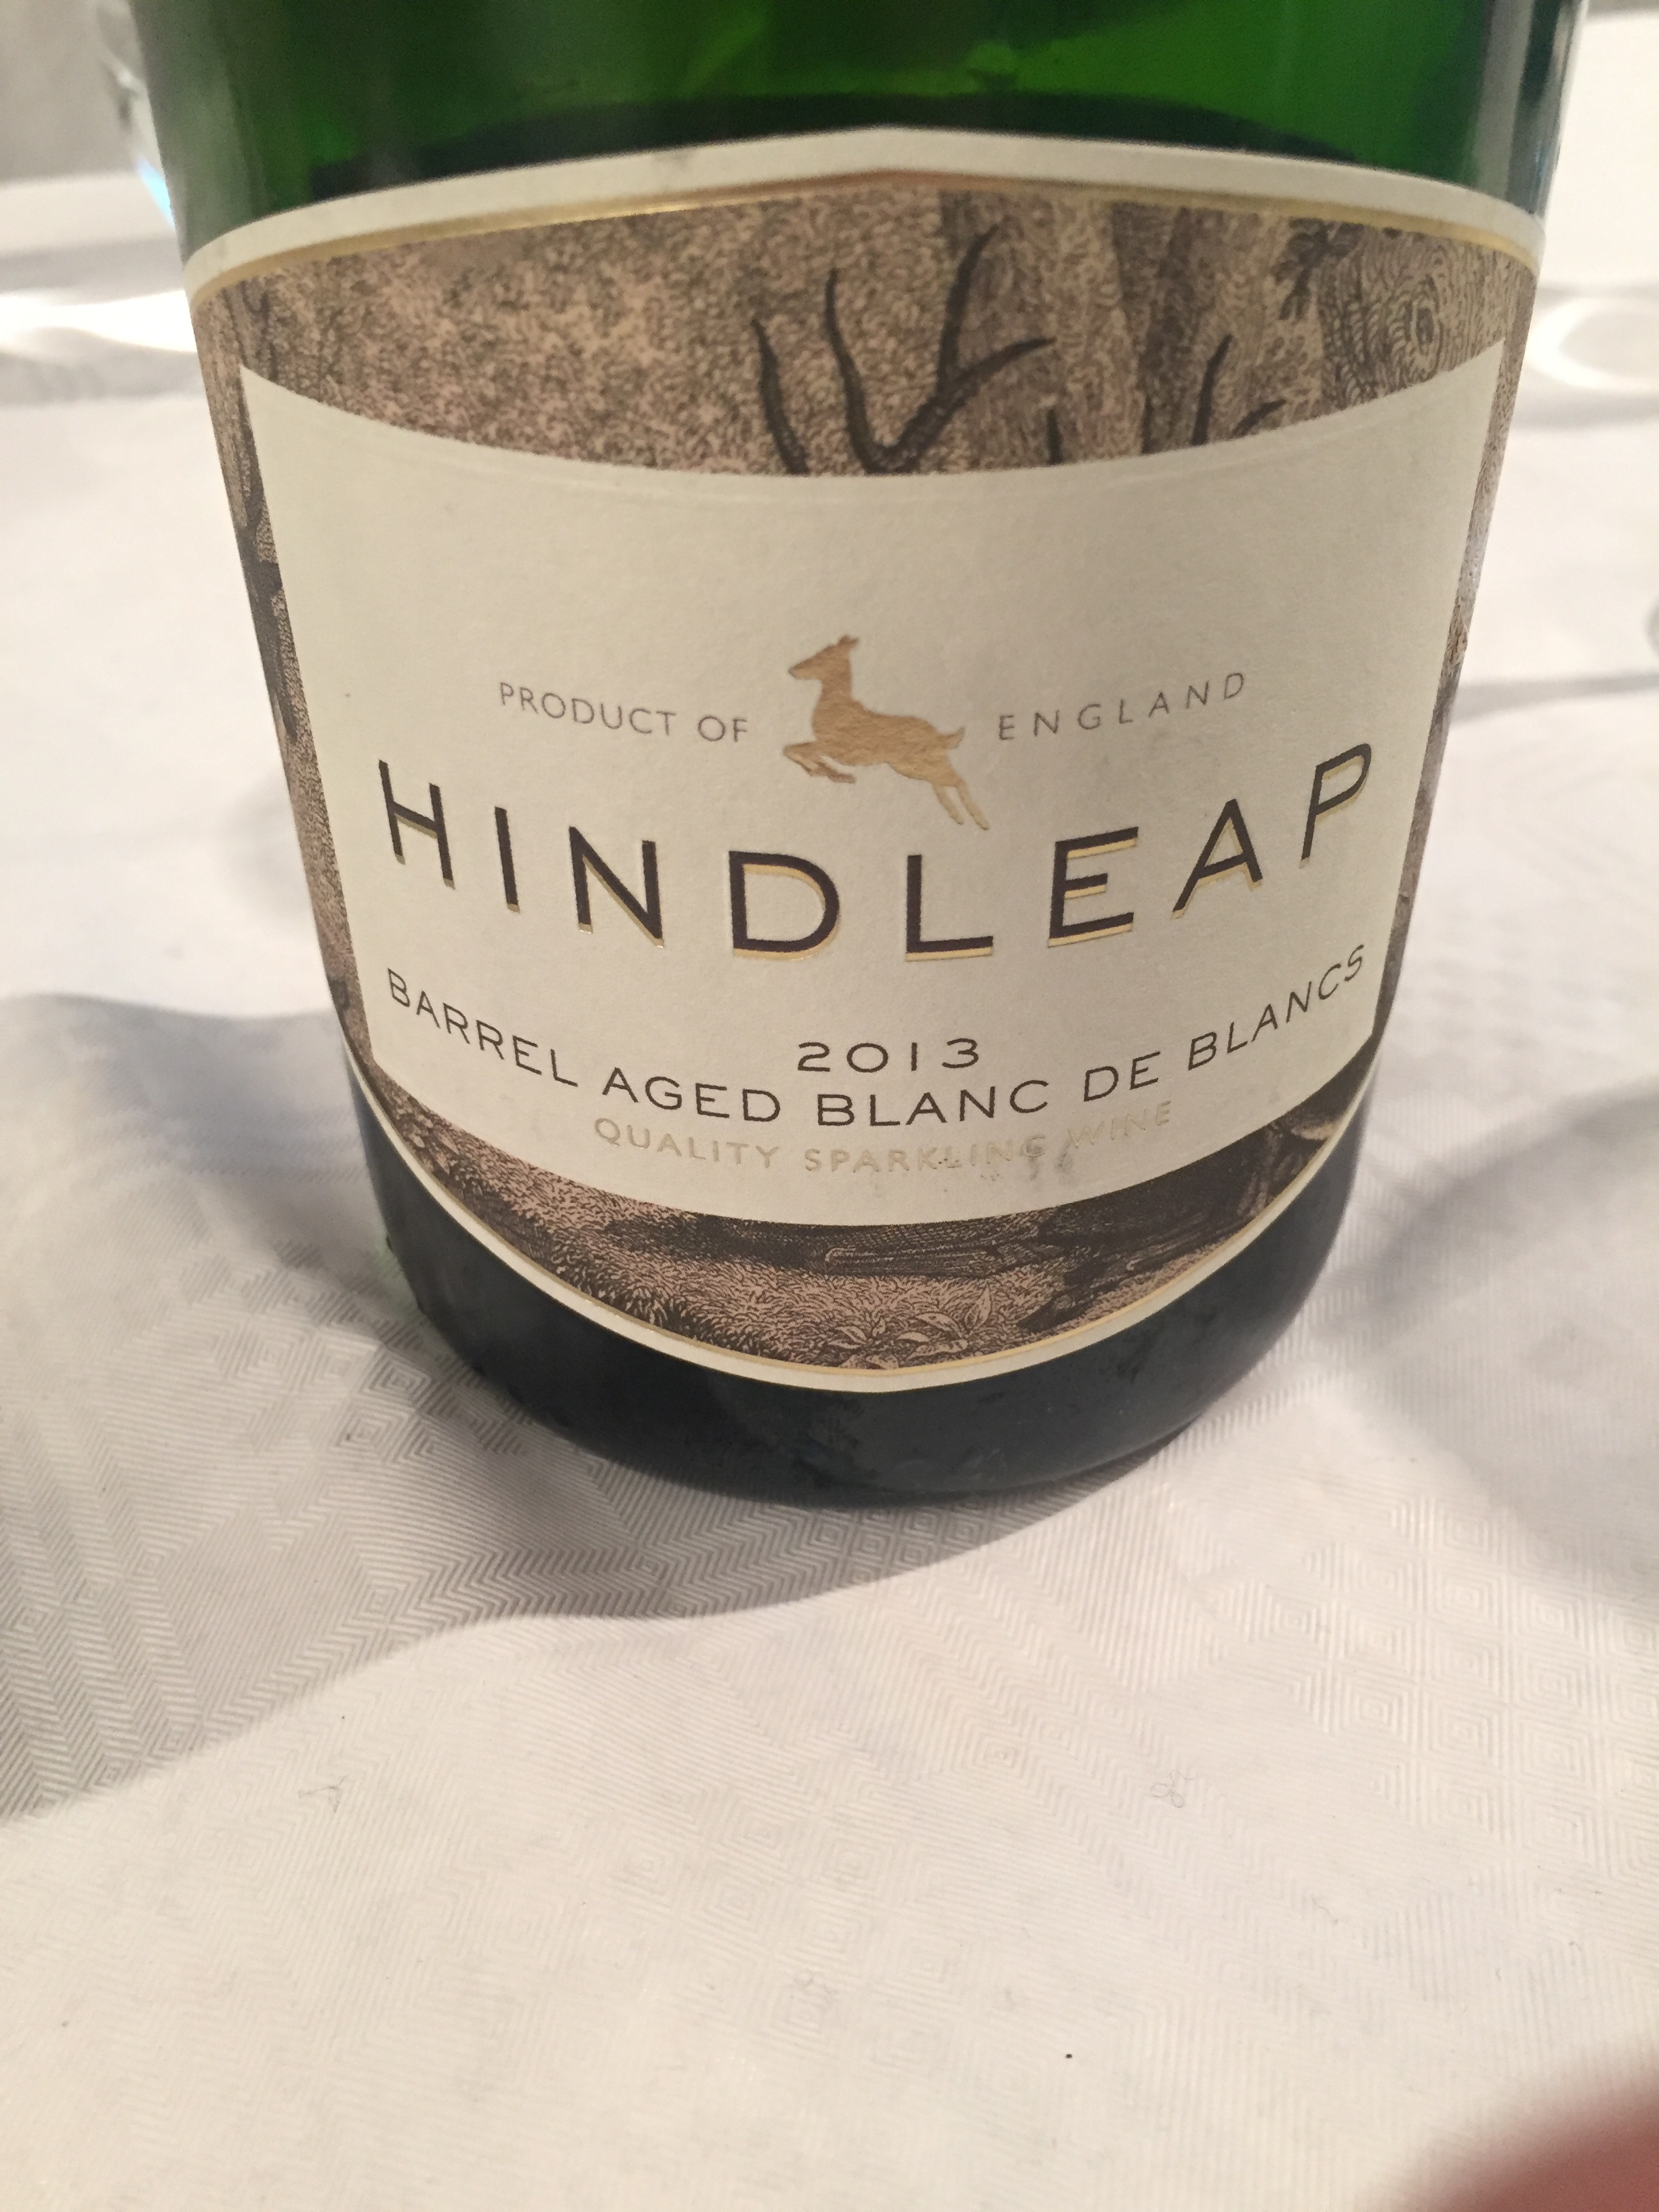 PRODUCT OF ENGLAND
HINDLEAP
2013
BARREL AGED BLANC DE BLANCS
QUALITY SPARKLING WINE